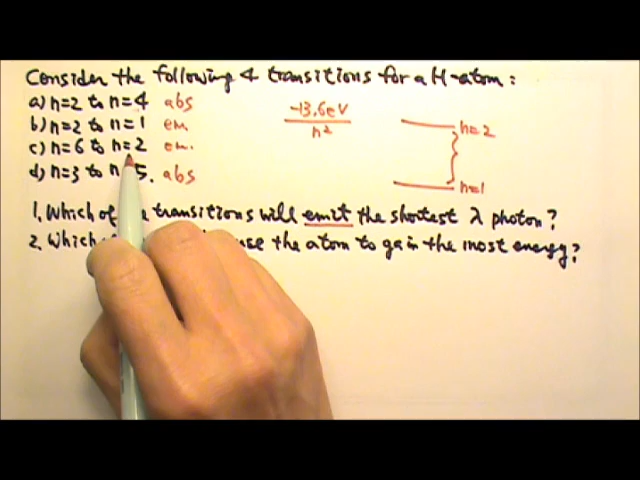 Consider the following 4 transitions for a H-atom:
a) n=2 to n=4 abs
b) n=2 to n=1 em
c) n=6 to n=2 em.
d) n=3 to n 5. abs
-13.6eV
n²
n=2
n=1
1. Which of transitions will emit the shortest λ photon?
2. Which the atom to gain the most energy?